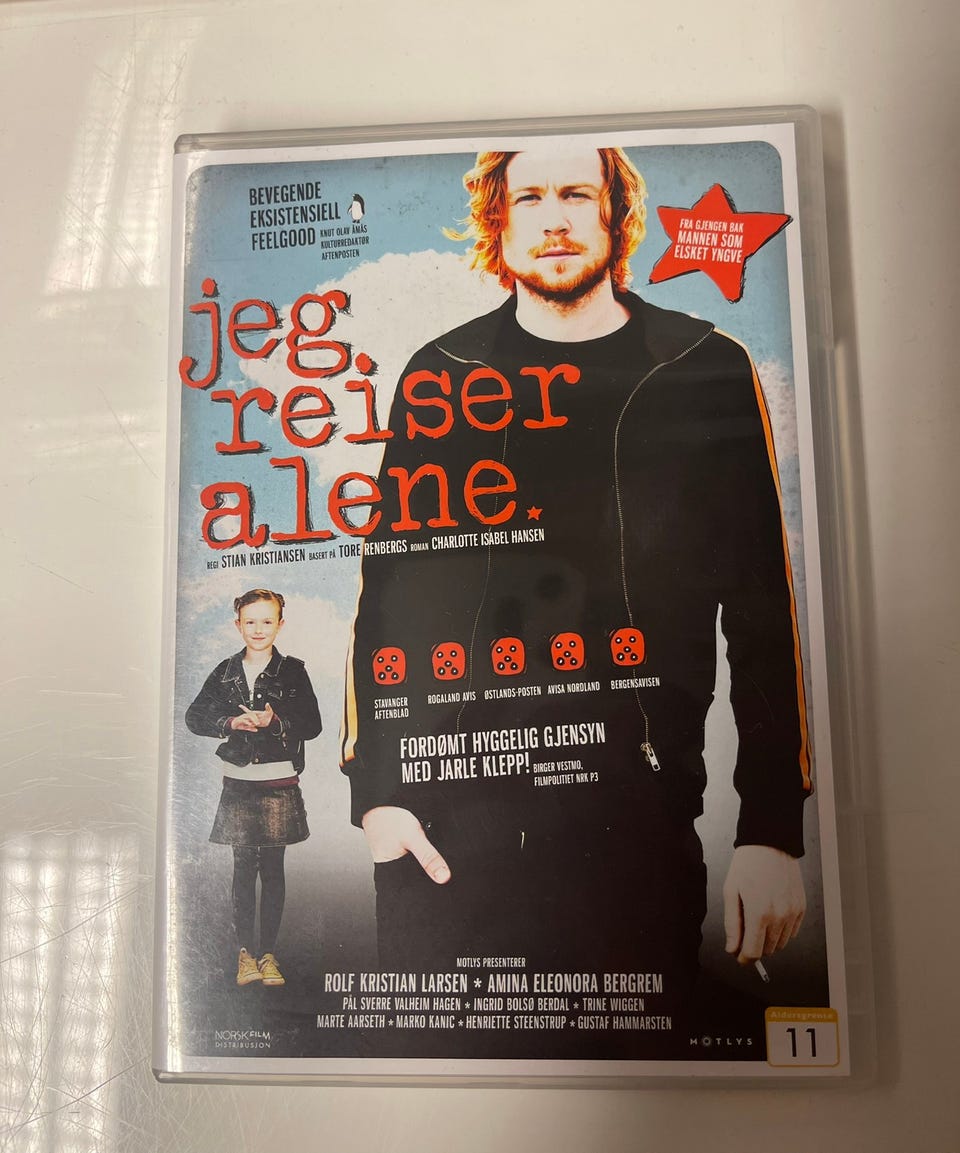 BEVEGENDE
EKSISTENSIELL
FEELGOOD
KNUT OLAV ÅMÅS
KULTURREDAKTØR
AFTENPOSTEN
FRA GJENGEN BAK
MANNEN SOM
ELSKET YNGVE
jeg
reiser
alene.
REGI STIAN KRISTIANSEN BASERT PÅ TORE RENBERGS ROMAN CHARLOTTE ISABEL HANSEN
STAVANGER
AFTENBLAD
ROGALAND AVIS
ØSTLANDS-POSTEN
AVISA NORDLAND
BERGENSAVISEN
FORDØMT HYGGELIG GJENSYN
MED JARLE KLEPP! BIRGER VESTMO,
FILMPOLITIET NRK P3
MOTLYS PRESENTERER
ROLF KRISTIAN LARSEN * AMINA ELEONORA BERGREM
PÅL SVERRE VALHEIM HAGEN * INGRID BOLSØ BERDAL * TRINE WIGGEN
MARTE AARSETH * MARKO KANIC * HENRIETTE STEENSTRUP * GUSTAF HAMMARSTEN
NORSK FILM
DISTRIBUSJON
MOTLYS
Aldersgrense
11